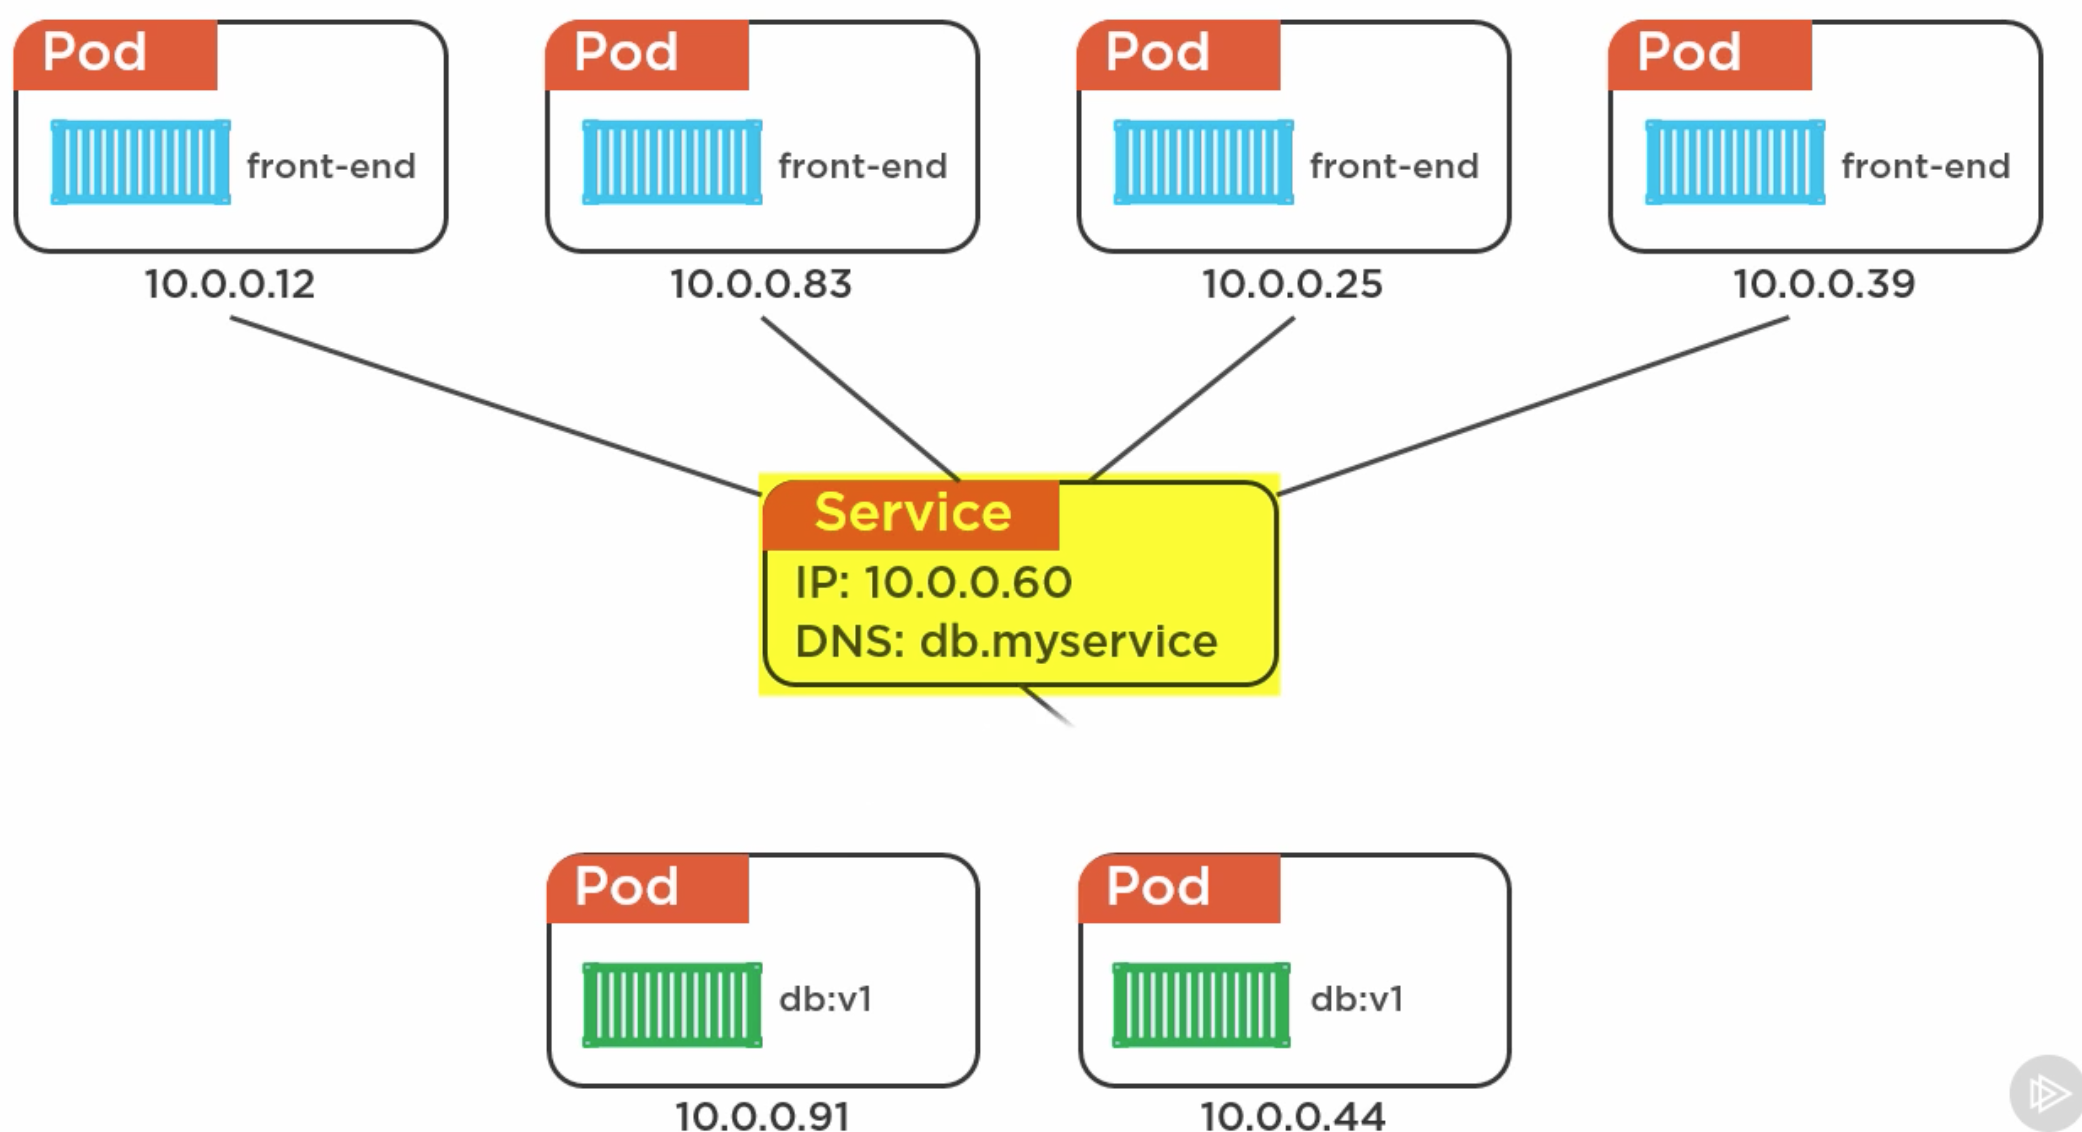 Pod
front-end
10.0.0.12
Pod
front-end
10.0.0.83
Pod
front-end
10.0.0.25
Pod
front-end
10.0.0.39
Service
IP: 10.0.0.60
DNS: db.myservice
Pod
db:v1
10.0.0.91
Pod
db:v1
10.0.0.44